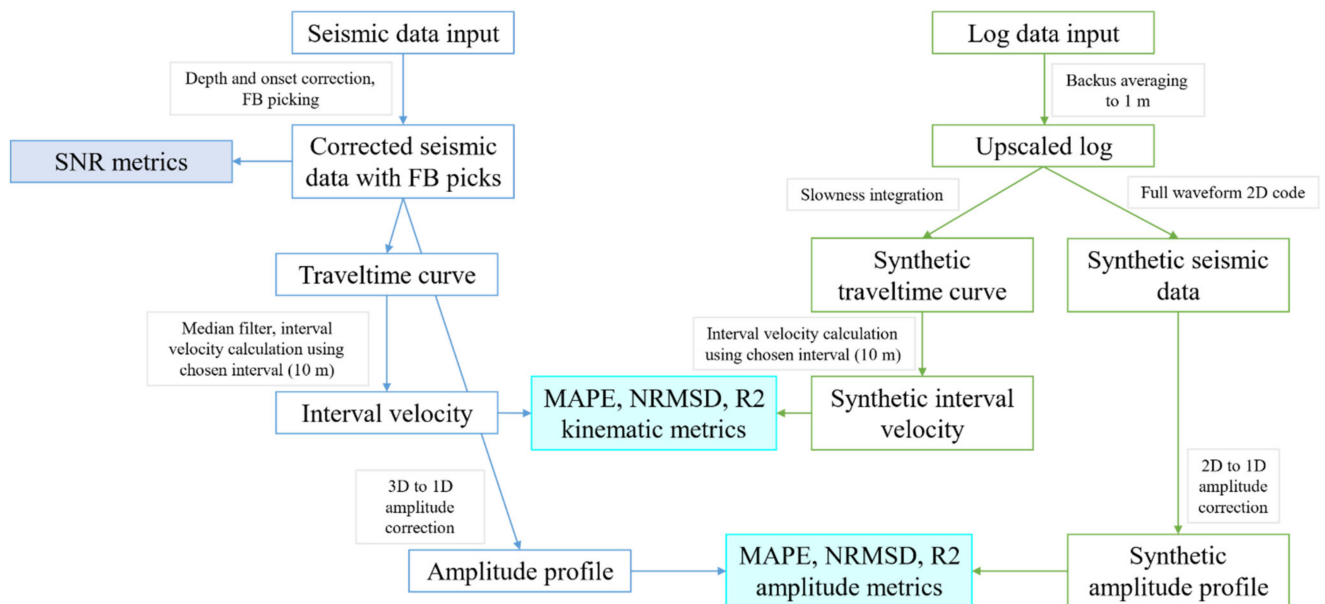 Seismic data input
Log data input
Depth and onset correction,
FB picking
Backus averaging
to 1 m
SNR metrics
Corrected seismic
data with FB picks
Upscaled log
Slowness integration
Full waveform 2D code
Traveltime curve
Synthetic
traveltime curve
Synthetic seismic
data
Median filter, interval
velocity calculation using
chosen interval (10 m)
Interval velocity calculation
using chosen interval (10 m)
Interval velocity
MAPE, NRMSD, R2
kinematic metrics
Synthetic interval
velocity
3D to 1D
amplitude
correction
2D to 1D
amplitude
correction
Amplitude profile
MAPE, NRMSD, R2
amplitude metrics
Synthetic
amplitude profile